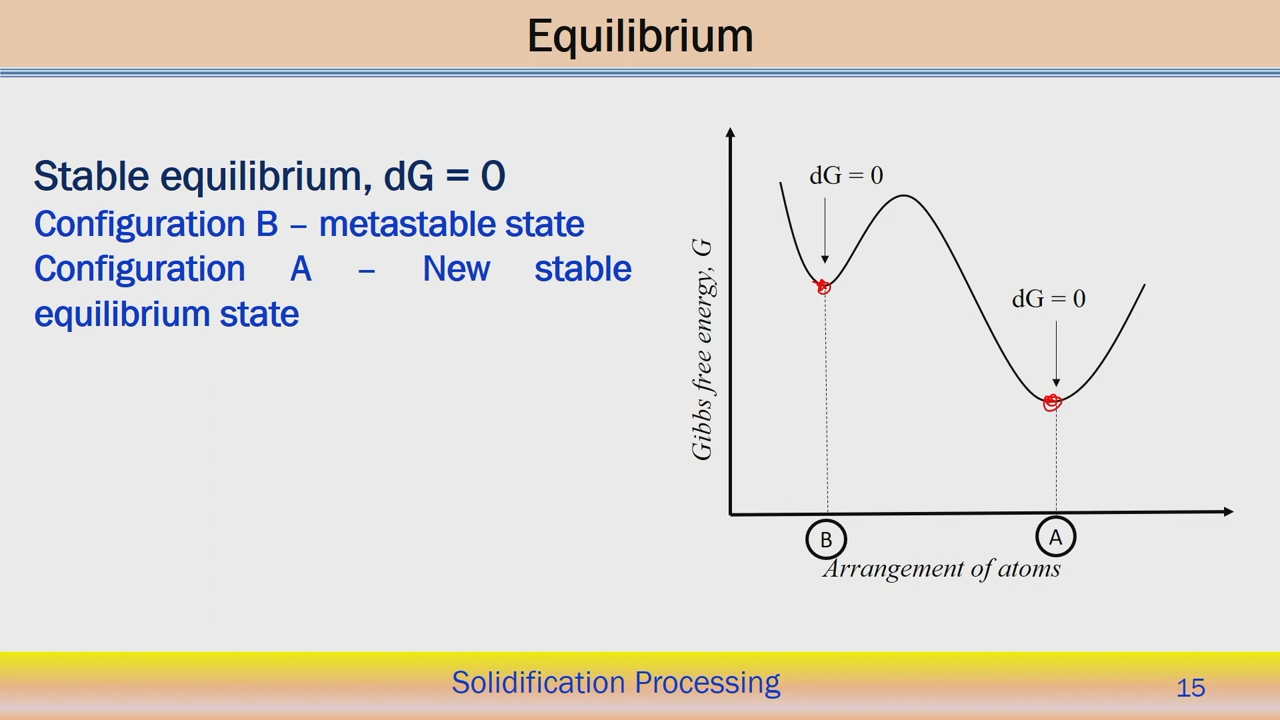 Equilibrium
Stable equilibrium, dG = 0
Configuration B – metastable state
Configuration A – New stable
equilibrium state
dG = 0
dG = 0
Gibbs free energy, G
B
A
Arrangement of atoms
Solidification Processing
15